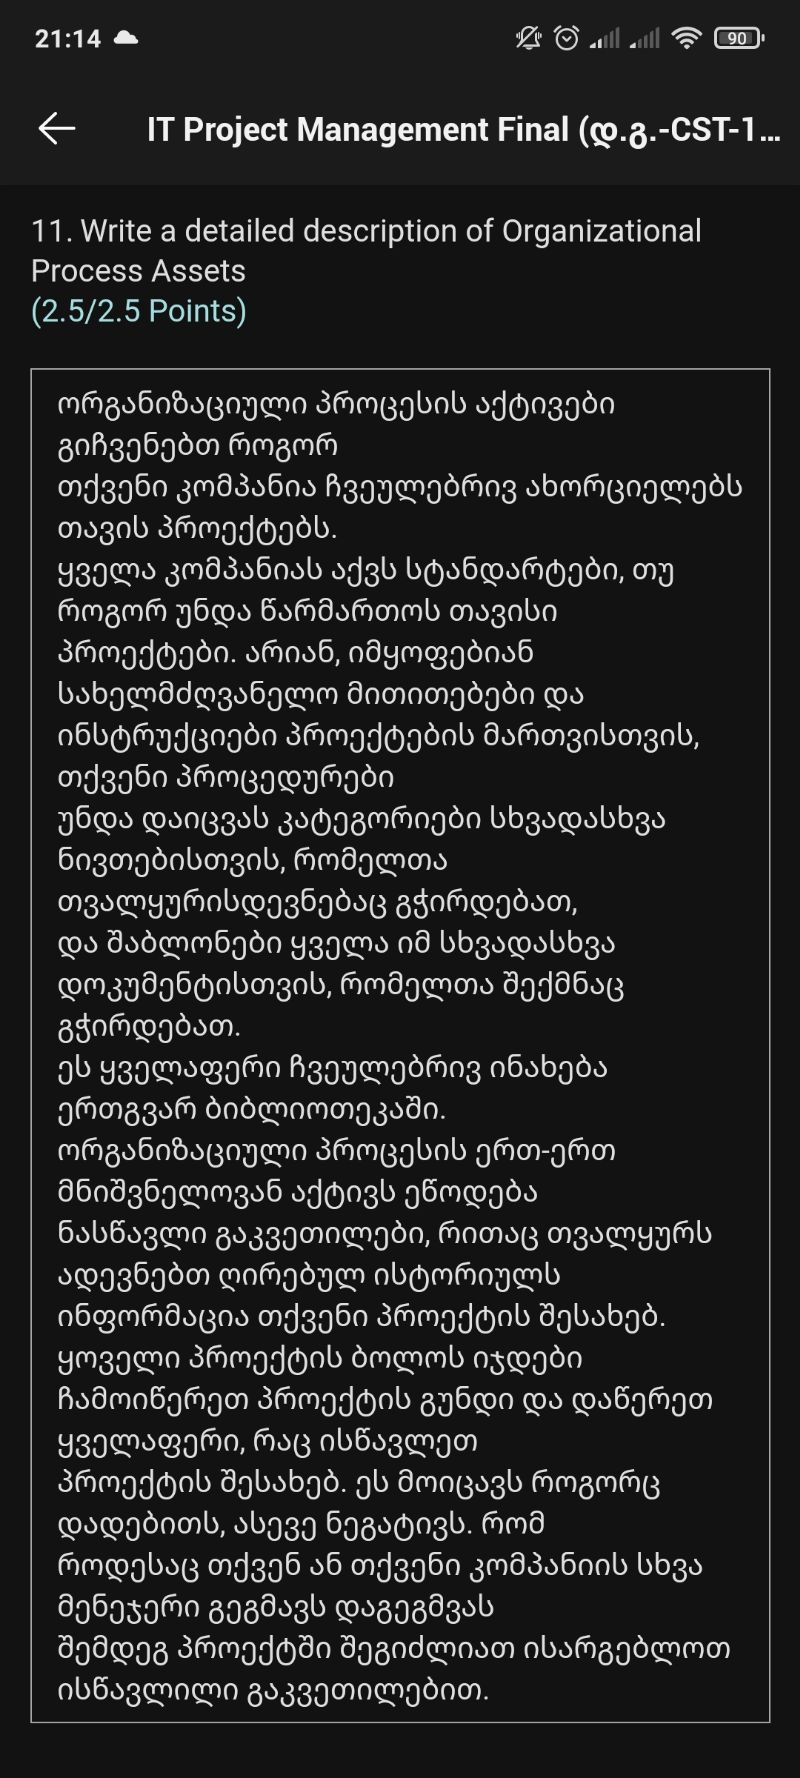 21:14
90
IT Project Management Final (დ.გ.-CST-1...
11. Write a detailed description of Organizational
Process Assets
(2.5/2.5 Points)
ორგანიზაციული პროცესის აქტივები
გიჩვენებთ როგორ
თქვენი კომპანია ჩვეულებრივ ახორციელებს
თავის პროექტებს.
ყველა კომპანიას აქვს სტანდარტები, თუ
როგორ უნდა წარმართოს თავისი
პროექტები. არიან, იმყოფებიან
სახელმძღვანელო მითითებები და
ინსტრუქციები პროექტების მართვისთვის,
თქვენი პროცედურები
უნდა დაიცვას კატეგორიები სხვადასხვა
ნივთებისთვის, რომელთა
თვალყურისდევნებაც გჭირდებათ,
და შაბლონები ყველა იმ სხვადასხვა
დოკუმენტისთვის, რომელთა შექმნაც
გჭირდებათ.
ეს ყველაფერი ჩვეულებრივ ინახება
ერთგვარ ბიბლიოთეკაში.
ორგანიზაციული პროცესის ერთ-ერთ
მნიშვნელოვან აქტივს ეწოდება
ნასწავლი გაკვეთილები, რითაც თვალყურს
ადევნებთ ღირებულ ისტორიულს
ინფორმაცია თქვენი პროექტის შესახებ.
ყოველი პროექტის ბოლოს იჯდები
ჩამოიწერეთ პროექტის გუნდი და დაწერეთ
ყველაფერი, რაც ისწავლეთ
პროექტის შესახებ. ეს მოიცავს როგორც
დადებითს, ასევე ნეგატივს. რომ
როდესაც თქვენ ან თქვენი კომპანიის სხვა
მენეჯერი გეგმავს დაგეგმვას
შემდეგ პროექტში შეგიძლიათ ისარგებლოთ
ისწავლილი გაკვეთილებით.